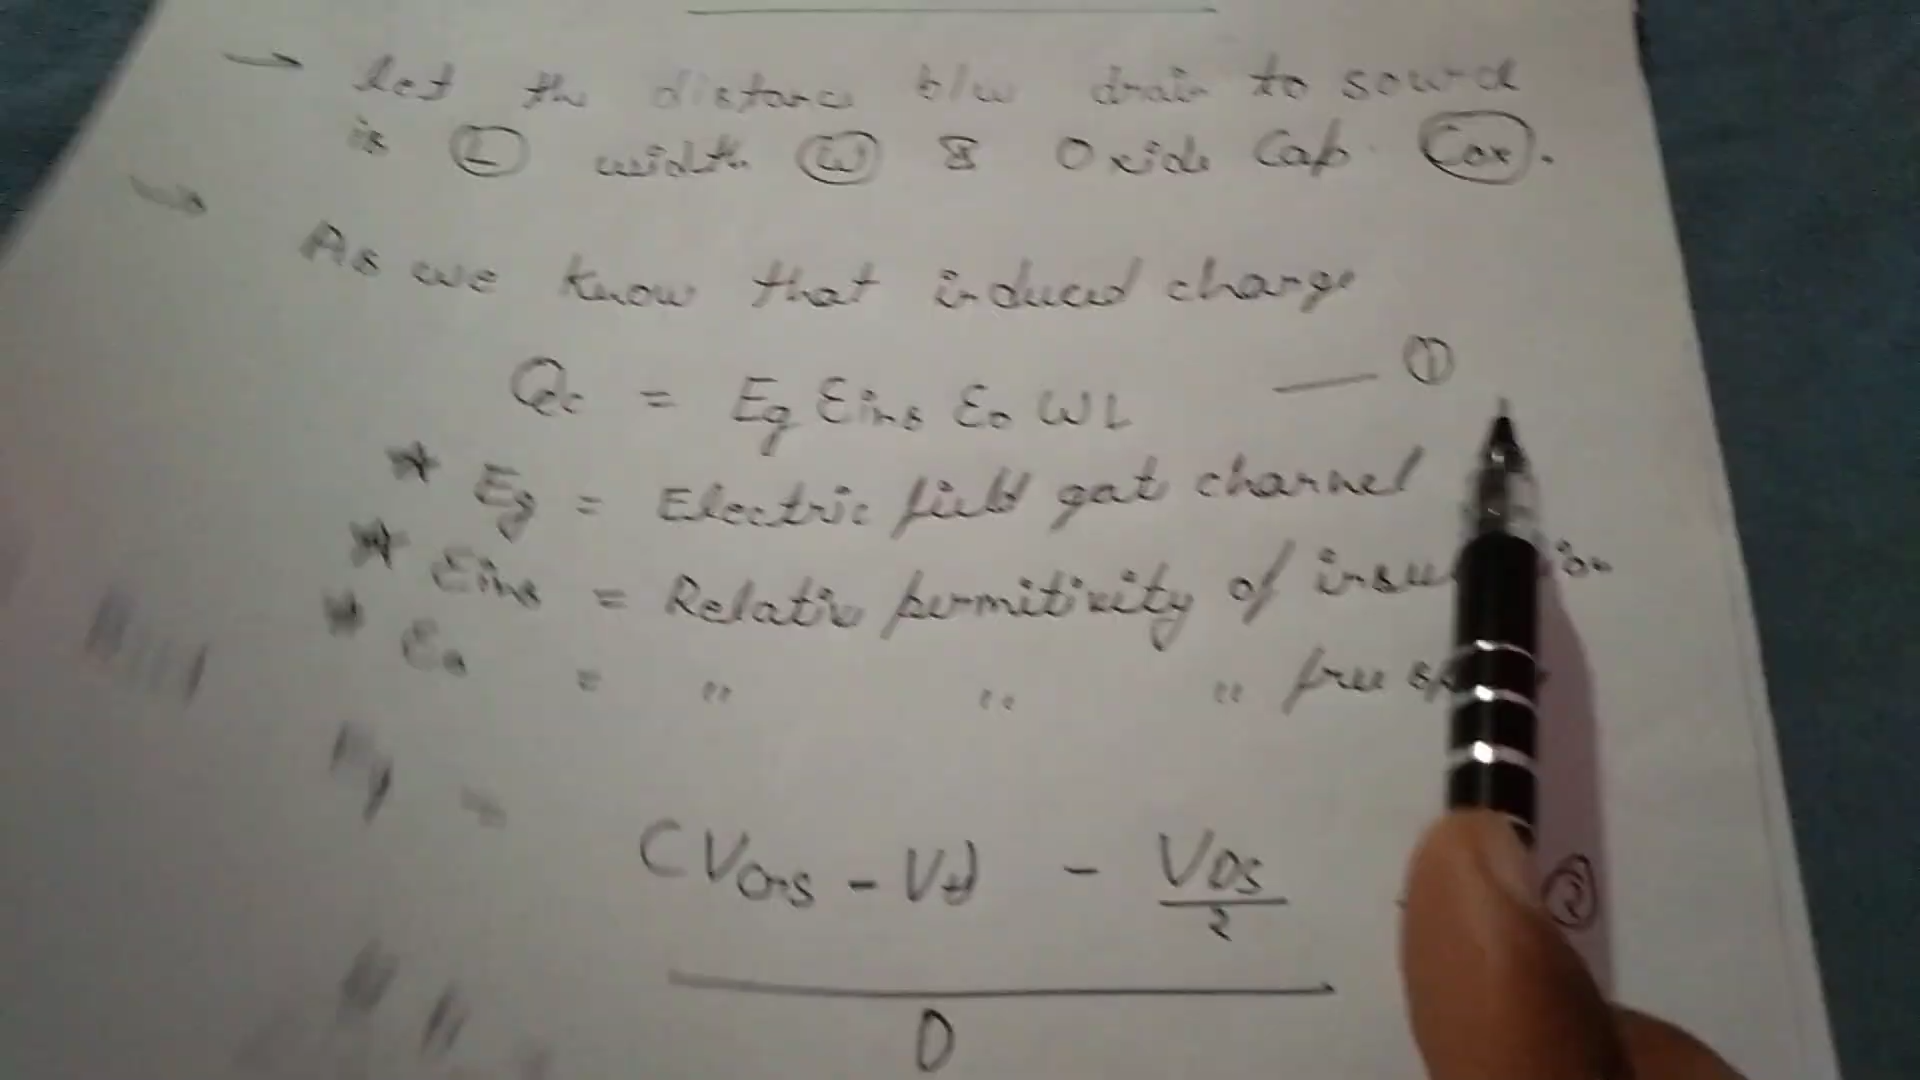 → Let the distance b/w drain to source
is (L) width (W) & Oxide Cap. (Cox).
→ As we know that induced charge
Qc = Eg Eins Eo WL — (1)
* Eg = Electric field gat channel
* Eins = Relativ permitivity of
* Eo = " " " free
= (VGS - Vt) - VDS/2 (2)
D